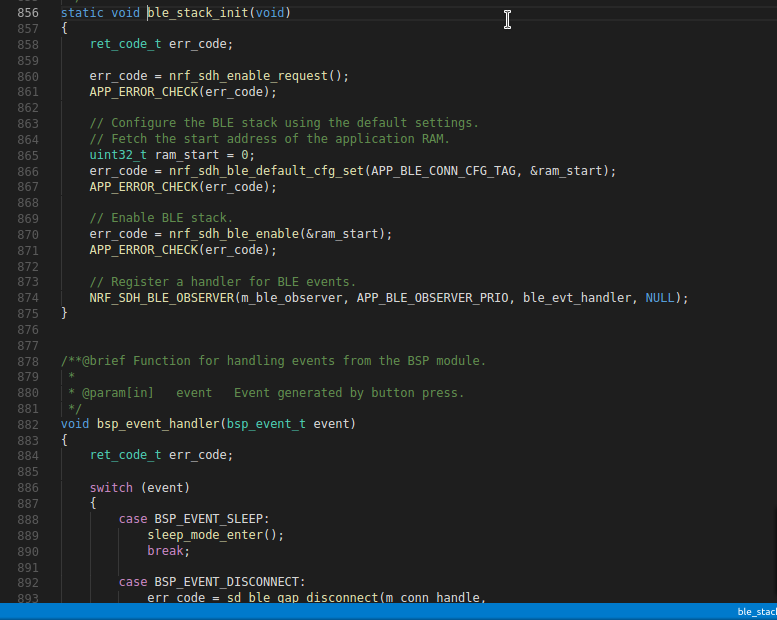 856 static void ble_stack_init(void)
857 {
858     ret_code_t err_code;
859
860     err_code = nrf_sdh_enable_request();
861     APP_ERROR_CHECK(err_code);
862
863     // Configure the BLE stack using the default settings.
864     // Fetch the start address of the application RAM.
865     uint32_t ram_start = 0;
866     err_code = nrf_sdh_ble_default_cfg_set(APP_BLE_CONN_CFG_TAG, &ram_start);
867     APP_ERROR_CHECK(err_code);
868
869     // Enable BLE stack.
870     err_code = nrf_sdh_ble_enable(&ram_start);
871     APP_ERROR_CHECK(err_code);
872
873     // Register a handler for BLE events.
874     NRF_SDH_BLE_OBSERVER(m_ble_observer, APP_BLE_OBSERVER_PRIO, ble_evt_handler, NULL);
875 }
876
877
878 /**@brief Function for handling events from the BSP module.
879  *
880  * @param[in]   event   Event generated by button press.
881  */
882 void bsp_event_handler(bsp_event_t event)
883 {
884     ret_code_t err_code;
885
886     switch (event)
887     {
888         case BSP_EVENT_SLEEP:
889             sleep_mode_enter();
890             break;
891
892         case BSP_EVENT_DISCONNECT:
893             err_code = sd_ble_gap_disconnect(m_conn_handle,
ble_stac